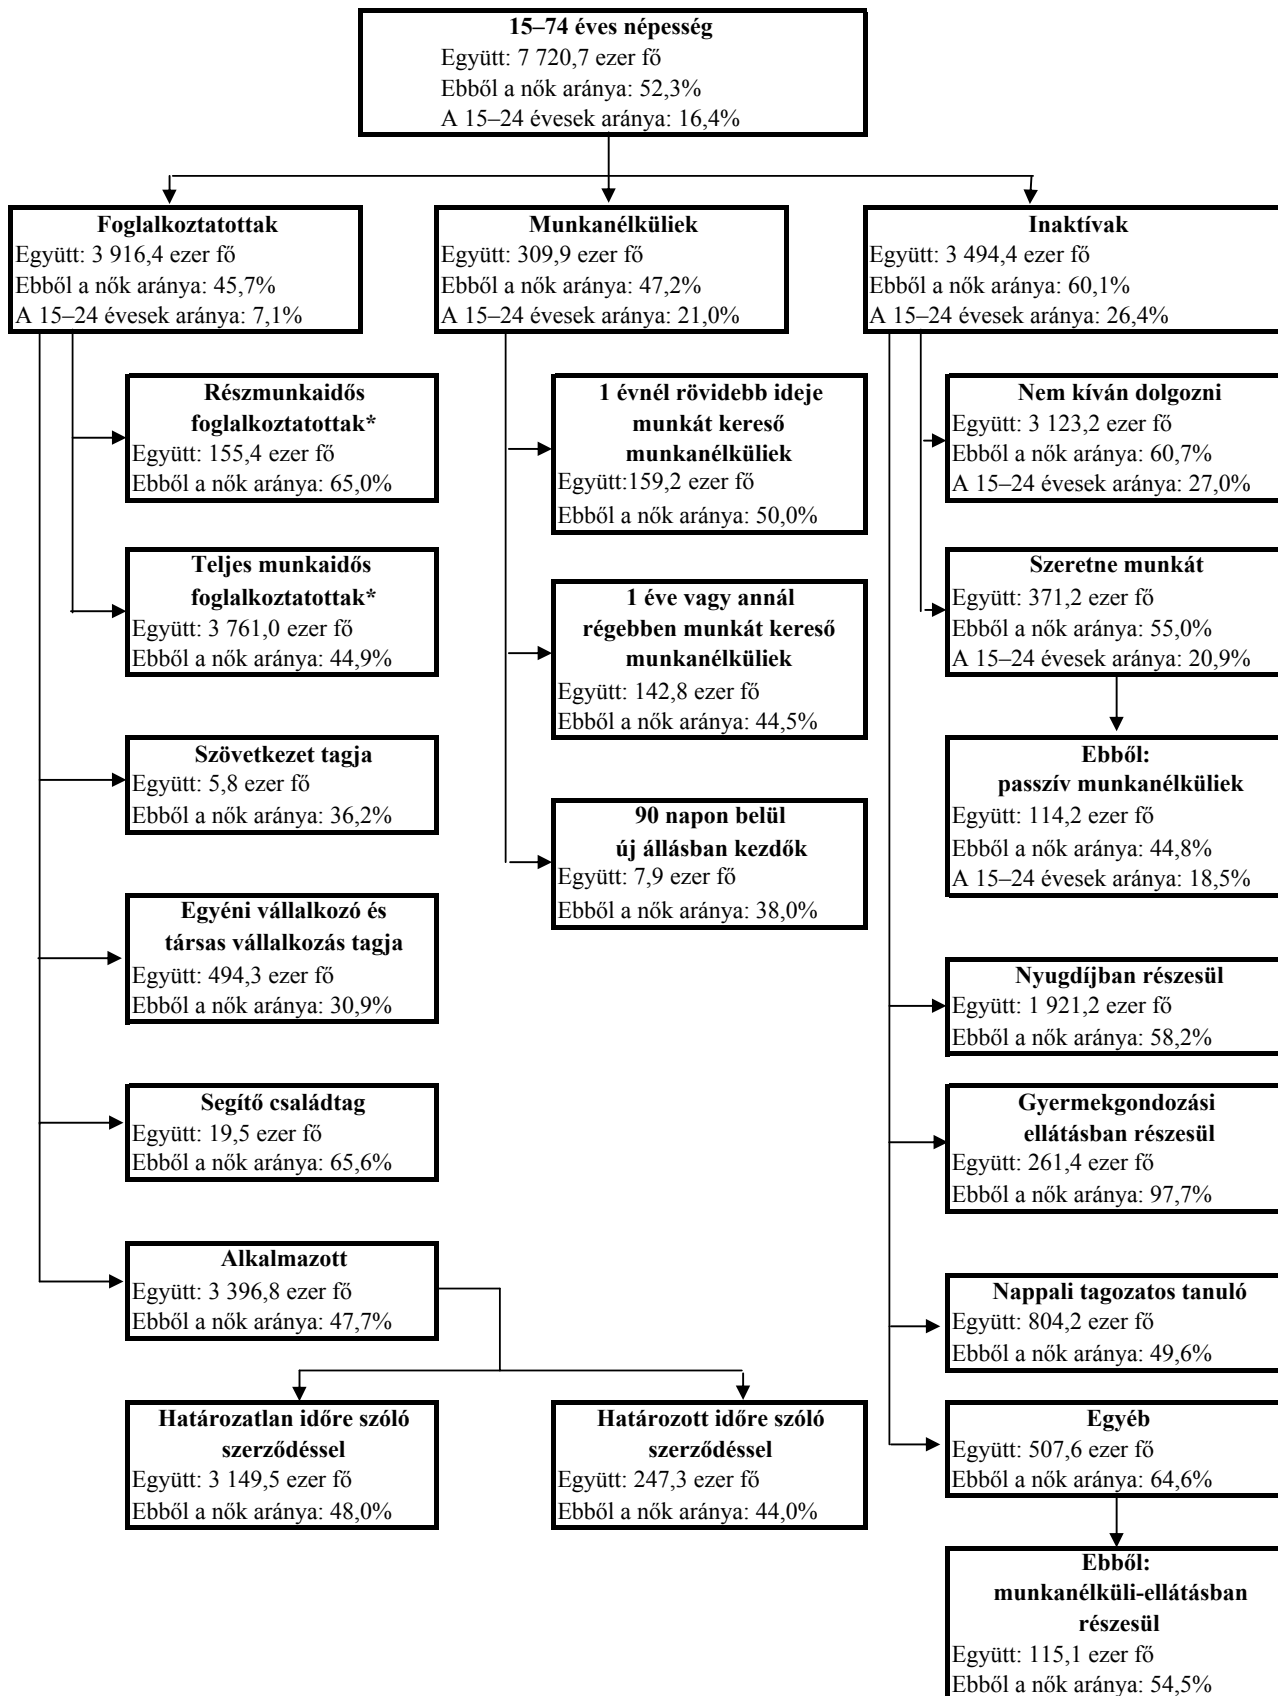 15–74 éves népesség
Együtt: 7 720,7 ezer fő
Ebből a nők aránya: 52,3%
A 15–24 évesek aránya: 16,4%
Foglalkoztatottak
Együtt: 3 916,4 ezer fő
Ebből a nők aránya: 45,7%
A 15–24 évesek aránya: 7,1%
Munkanélküliek
Együtt: 309,9 ezer fő
Ebből a nők aránya: 47,2%
A 15–24 évesek aránya: 21,0%
Inaktívak
Együtt: 3 494,4 ezer fő
Ebből a nők aránya: 60,1%
A 15–24 évesek aránya: 26,4%
Részmunkaidős
foglalkoztatottak*
Együtt: 155,4 ezer fő
Ebből a nők aránya: 65,0%
Teljes munkaidős
foglalkoztatottak*
Együtt: 3 761,0 ezer fő
Ebből a nők aránya: 44,9%
Szövetkezet tagja
Együtt: 5,8 ezer fő
Ebből a nők aránya: 36,2%
Egyéni vállalkozó és
társas vállalkozás tagja
Együtt: 494,3 ezer fő
Ebből a nők aránya: 30,9%
Segítő családtag
Együtt: 19,5 ezer fő
Ebből a nők aránya: 65,6%
Alkalmazott
Együtt: 3 396,8 ezer fő
Ebből a nők aránya: 47,7%
Határozatlan időre szóló
szerződéssel
Együtt: 3 149,5 ezer fő
Ebből a nők aránya: 48,0%
Határozott időre szóló
szerződéssel
Együtt: 247,3 ezer fő
Ebből a nők aránya: 44,0%
1 évnél rövidebb ideje
munkát kereső
munkanélküliek
Együtt:159,2 ezer fő
Ebből a nők aránya: 50,0%
1 éve vagy annál
régebben munkát kereső
munkanélküliek
Együtt: 142,8 ezer fő
Ebből a nők aránya: 44,5%
90 napon belül
új állásban kezdők
Együtt: 7,9 ezer fő
Ebből a nők aránya: 38,0%
Nem kíván dolgozni
Együtt: 3 123,2 ezer fő
Ebből a nők aránya: 60,7%
A 15–24 évesek aránya: 27,0%
Szeretne munkát
Együtt: 371,2 ezer fő
Ebből a nők aránya: 55,0%
A 15–24 évesek aránya: 20,9%
Ebből:
passzív munkanélküliek
Együtt: 114,2 ezer fő
Ebből a nők aránya: 44,8%
A 15–24 évesek aránya: 18,5%
Nyugdíjban részesül
Együtt: 1 921,2 ezer fő
Ebből a nők aránya: 58,2%
Gyermekgondozási
ellátásban részesül
Együtt: 261,4 ezer fő
Ebből a nők aránya: 97,7%
Nappali tagozatos tanuló
Együtt: 804,2 ezer fő
Ebből a nők aránya: 49,6%
Egyéb
Együtt: 507,6 ezer fő
Ebből a nők aránya: 64,6%
Ebből:
munkanélküli-ellátásban
részesül
Együtt: 115,1 ezer fő
Ebből a nők aránya: 54,5%